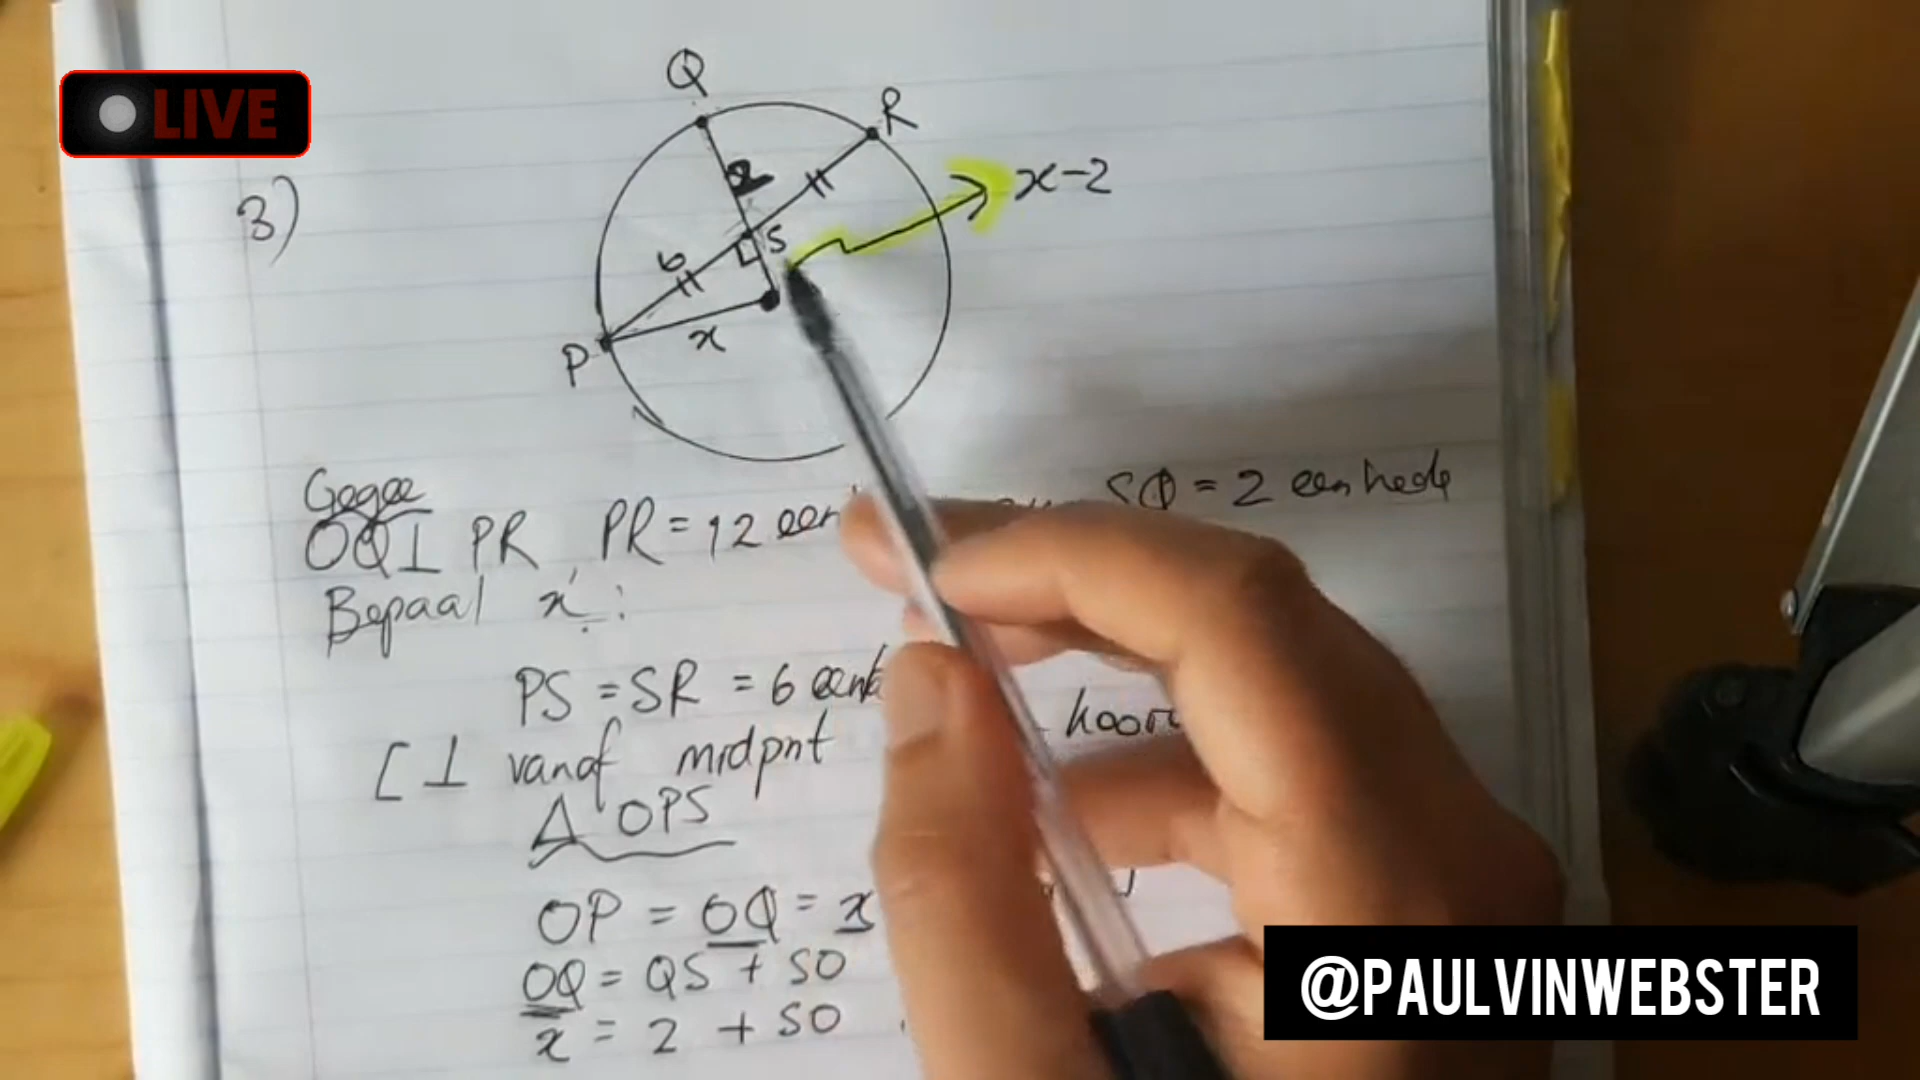 LIVE
3)
Q
R
2
x-2
S
6
x
P
Gegee
OQ⊥ PR, PR = 12 SQ = 2 eenhede
Bepaal x:
PS = SR = 6
[⊥ vanaf midpnt
Δ OPS
OP = OQ = x
OQ = QS + SO
x = 2 + SO
@PAULVINWEBSTER